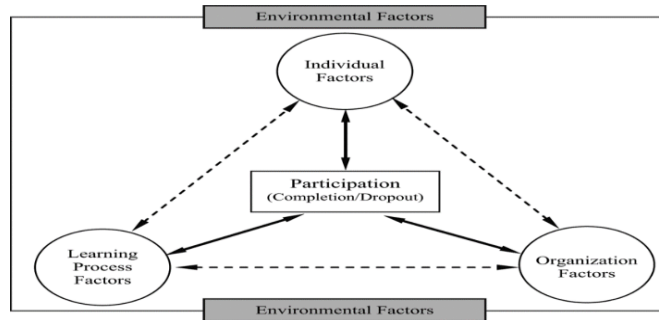 Environmental Factors
Individual
Factors
Participation
(Completion/Dropout)
Learning
Process
Factors
Organization
Factors
Environmental Factors